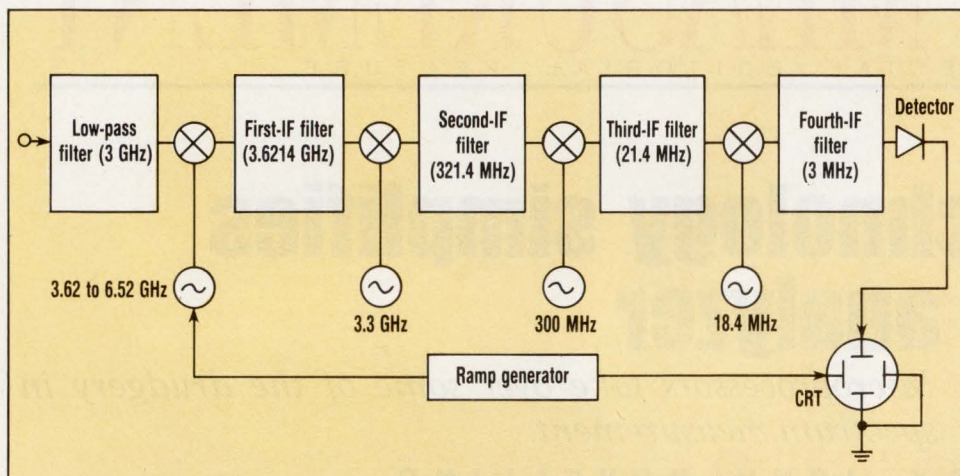 Low-pass
filter (3 GHz)
First-IF filter
(3.6214 GHz)
Second-IF
filter
(321.4 MHz)
Third-IF filter
(21.4 MHz)
Fourth-IF
filter
(3 MHz)
Detector
3.62 to 6.52 GHz
3.3 GHz
300 MHz
18.4 MHz
Ramp generator
CRT